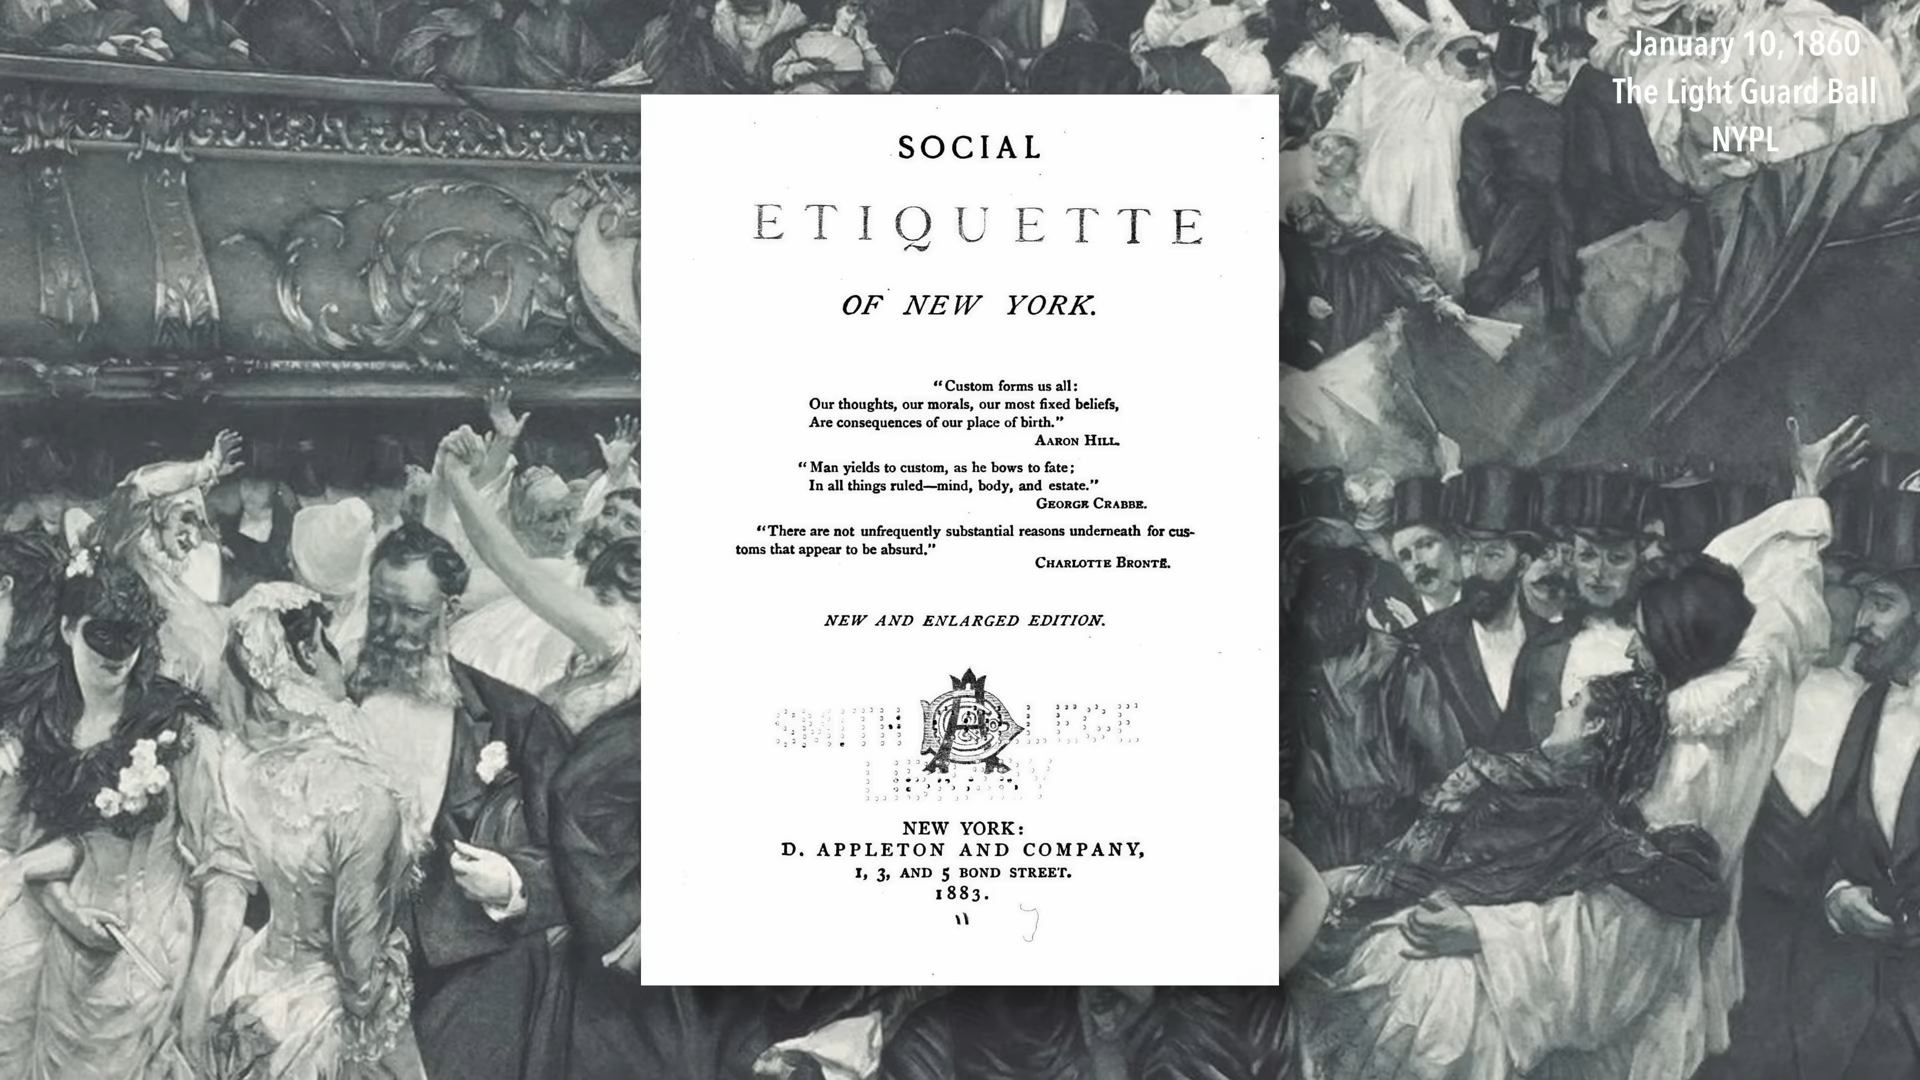 January 10, 1860
The Light Guard Ball
NYPL
SOCIAL
ETIQUETTE
OF NEW YORK.
“Custom forms us all:
Our thoughts, our morals, our most fixed beliefs,
Are consequences of our place of birth.”
AARON HILL.
“Man yields to custom, as he bows to fate;
In all things ruled—mind, body, and estate.”
GEORGE CRABBE.
“There are not unfrequently substantial reasons underneath for cus-
toms that appear to be absurd.”
CHARLOTTE BRONTË.
NEW AND ENLARGED EDITION.
SMITH LEGE
LIBRARY
NEW YORK:
D. APPLETON AND COMPANY,
1, 3, AND 5 BOND STREET.
1883.